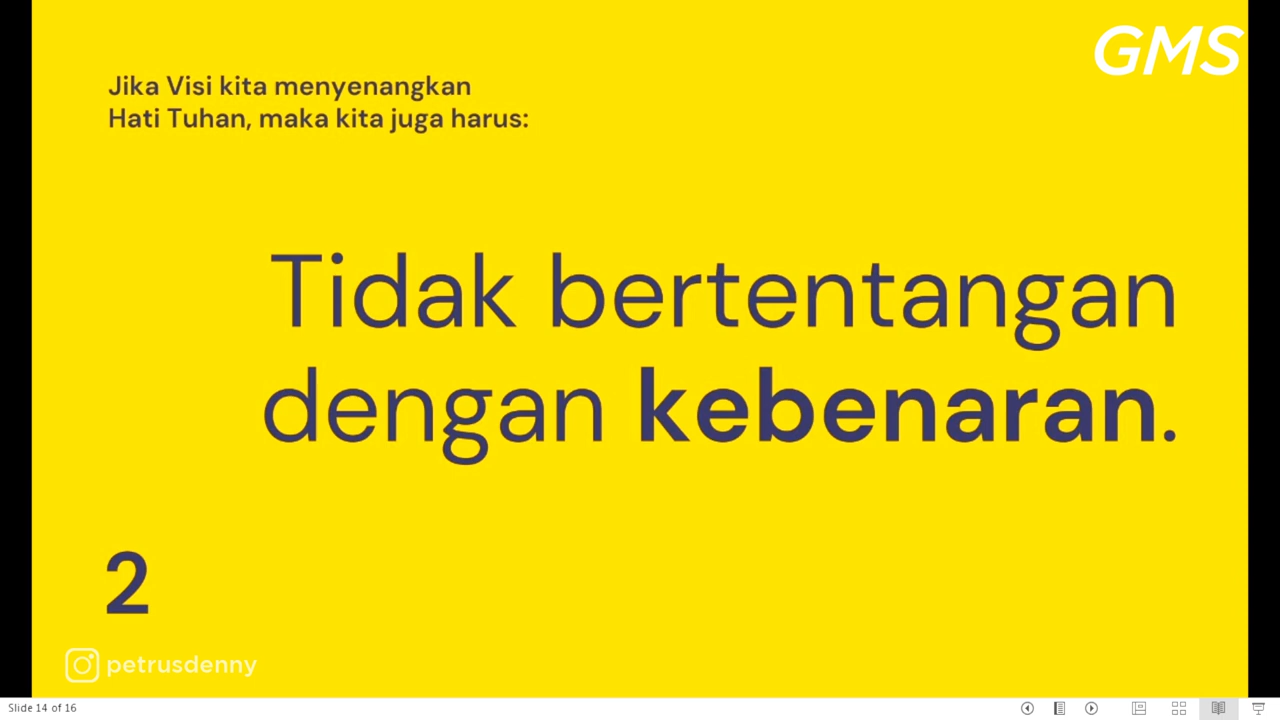 GMS
Jika Visi kita menyenangkan
Hati Tuhan, maka kita juga harus:
Tidak bertentangan
dengan kebenaran.
2
petrusdenny
Slide 14 of 16